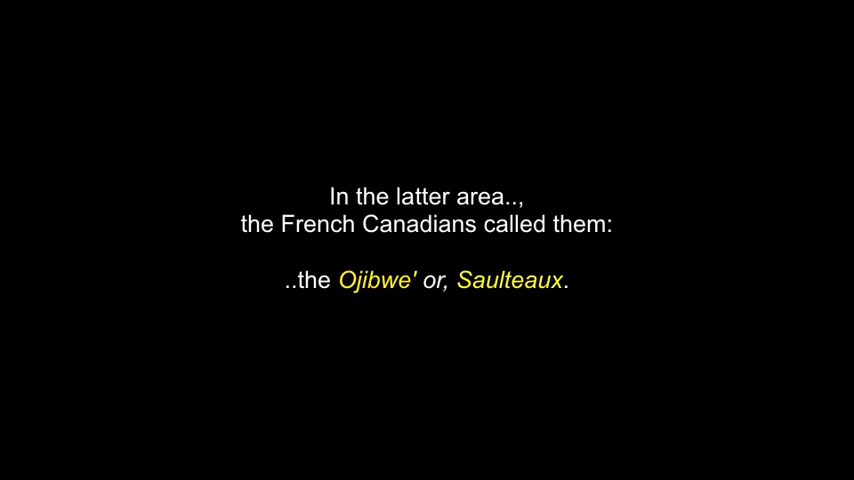 In the latter area..,
the French Canadians called them:
..the Ojibwe' or, Saulteaux.